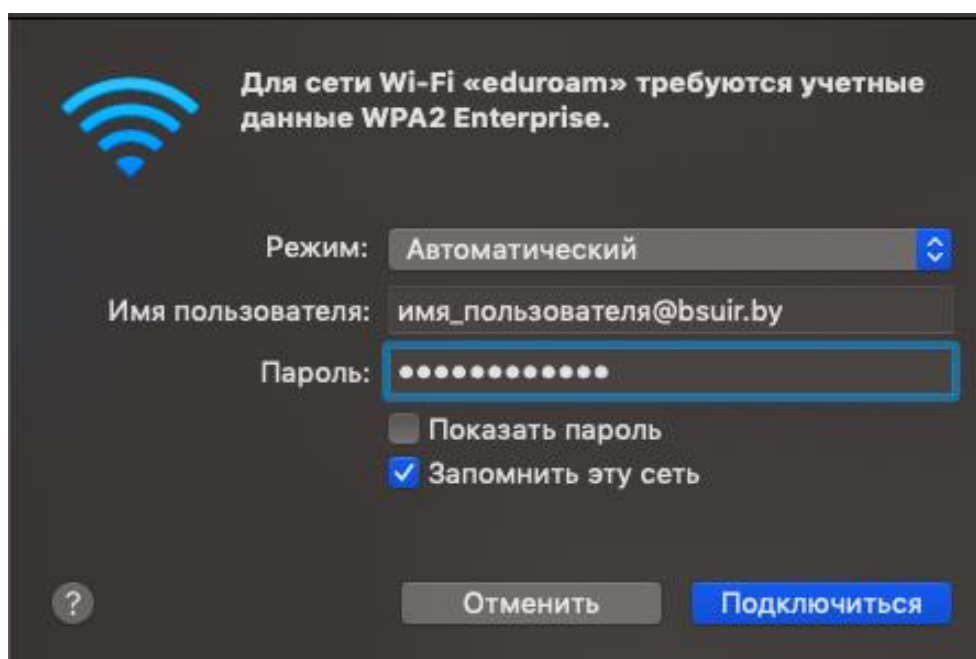 Для сети Wi-Fi «eduroam» требуются учетные
данные WPA2 Enterprise.
Режим: Автоматический
Имя пользователя: имя_пользователя@bsuir.by
Пароль: ••••••••••••
Показать пароль
Запомнить эту сеть
? Отменить Подключиться